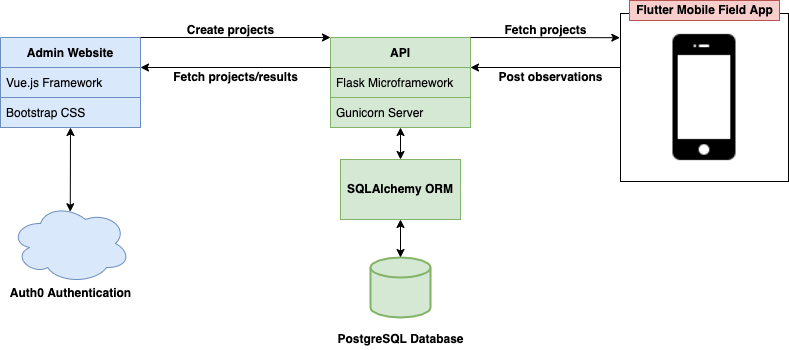 Flutter Mobile Field App
Create projects
Fetch projects
Admin Website
API
Fetch projects/results
Post observations
Vue.js Framework
Flask Microframework
Bootstrap CSS
Gunicorn Server
SQLAlchemy ORM
Auth0 Authentication
PostgreSQL Database